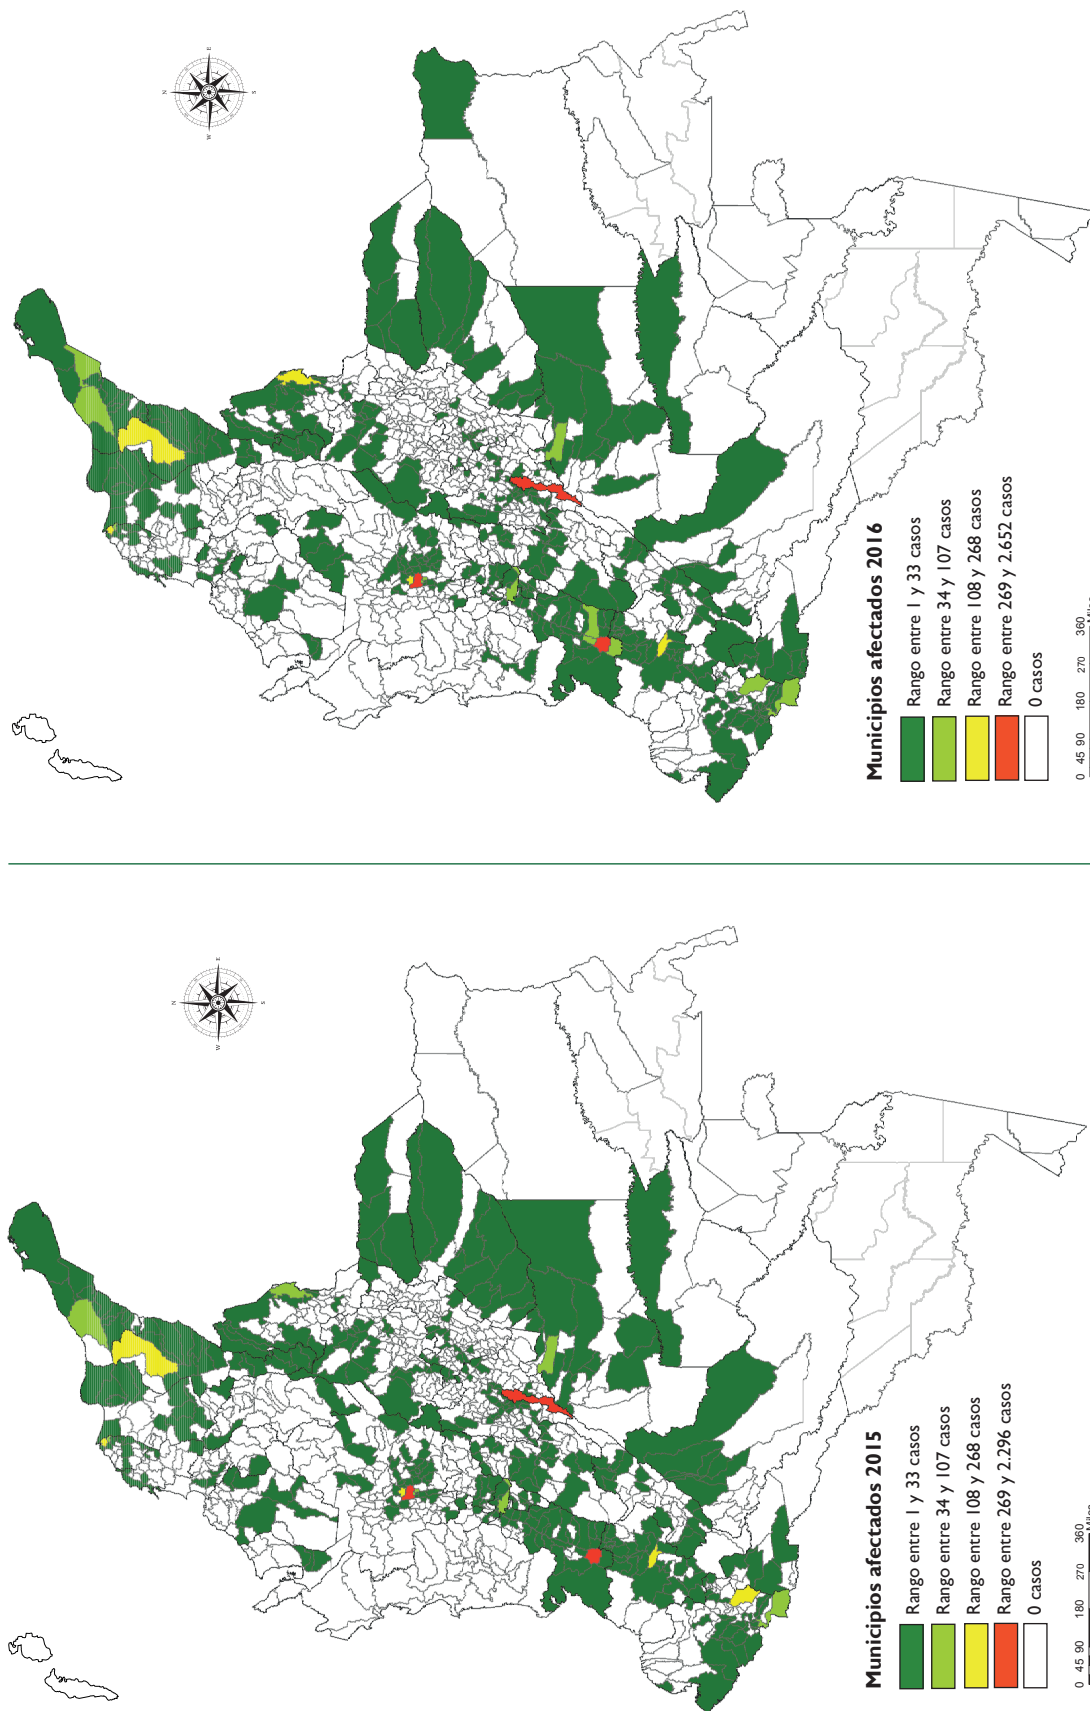 Municipios afectados 2015
Rango entre 1 y 33 casos
Rango entre 34 y 107 casos
Rango entre 108 y 268 casos
Rango entre 269 y 2.296 casos
0 casos
0 45 90 180 270 360
Miles
N
E
S
W
Municipios afectados 2016
Rango entre 1 y 33 casos
Rango entre 34 y 107 casos
Rango entre 108 y 268 casos
Rango entre 269 y 2.652 casos
0 casos
0 45 90 180 270 360
Miles
N
E
S
W